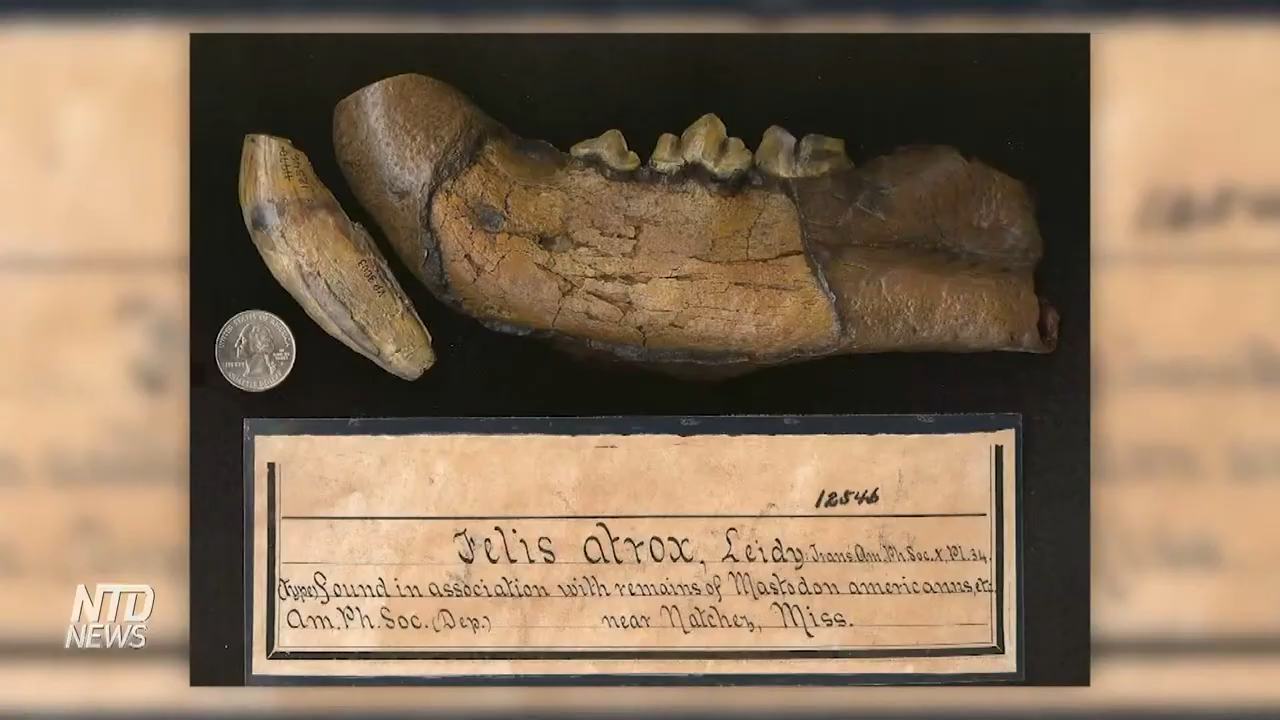 12546
Felis atrox, Leidy. Trans. Am. Ph. Soc. X, Pl. 34.
(Type) Found in association with remains of Mastodon americanus, etc.
Am. Ph. Soc. (Dep.) near Natchez, Miss.
NTD
NEWS